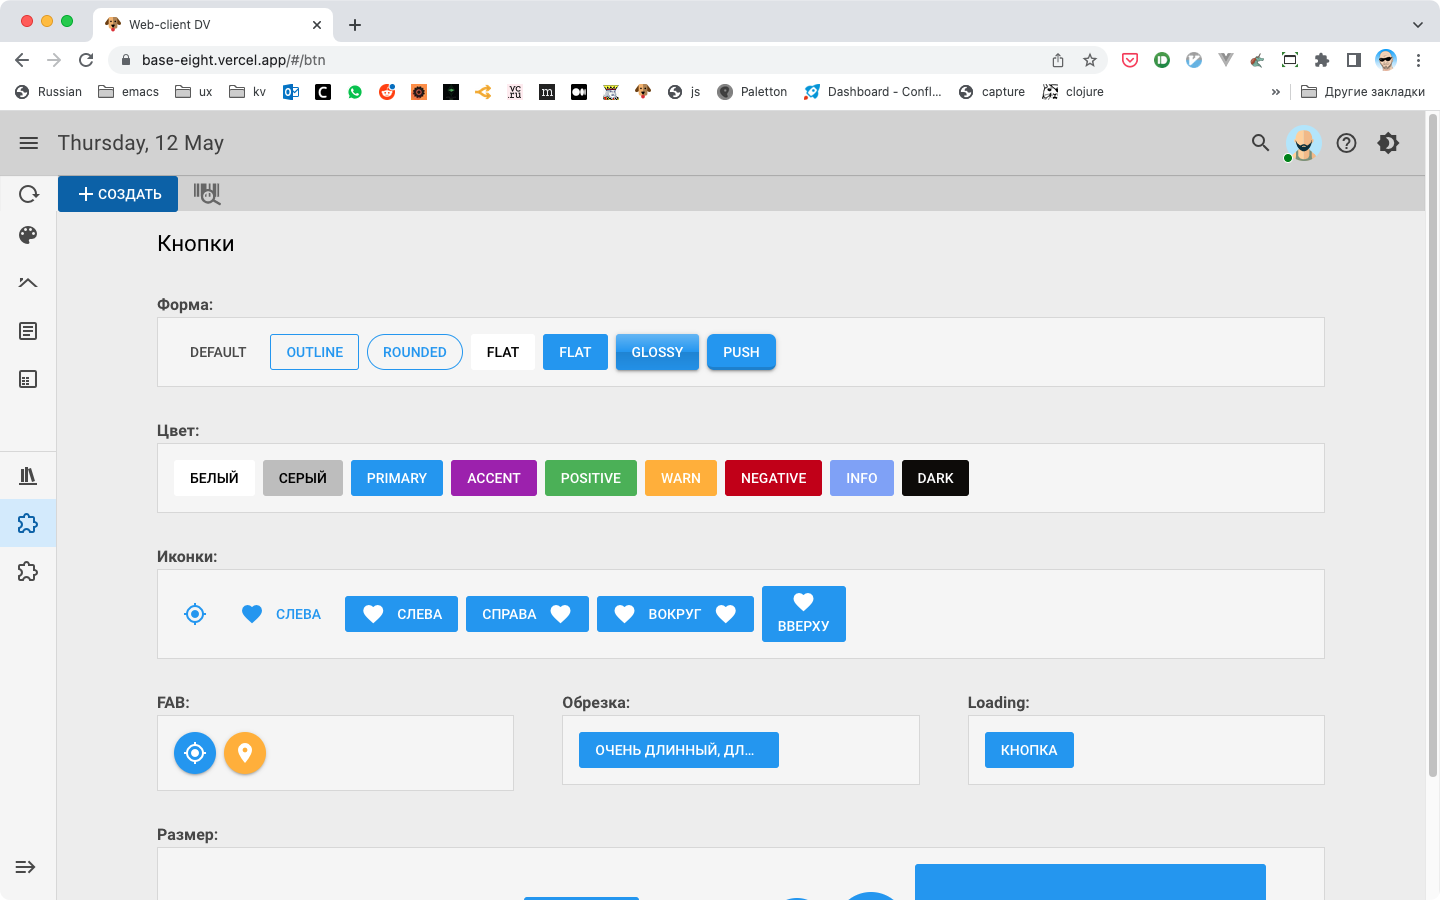 Web-client DV
base-eight.vercel.app/#/btn
Russian emacs ux kv js Paletton Dashboard - Confl... capture clojure » Другие закладки
Thursday, 12 May
СОЗДАТЬ
Кнопки
Форма:
DEFAULT OUTLINE ROUNDED FLAT FLAT GLOSSY PUSH
Цвет:
БЕЛЫЙ СЕРЫЙ PRIMARY ACCENT POSITIVE WARN NEGATIVE INFO DARK
Иконки:
СЛЕВА СЛЕВА СПРАВА ВОКРУГ ВВЕРХУ
FAB: Обрезка: Loading:
ОЧЕНЬ ДЛИННЫЙ, ДЛ... КНОПКА
Размер: